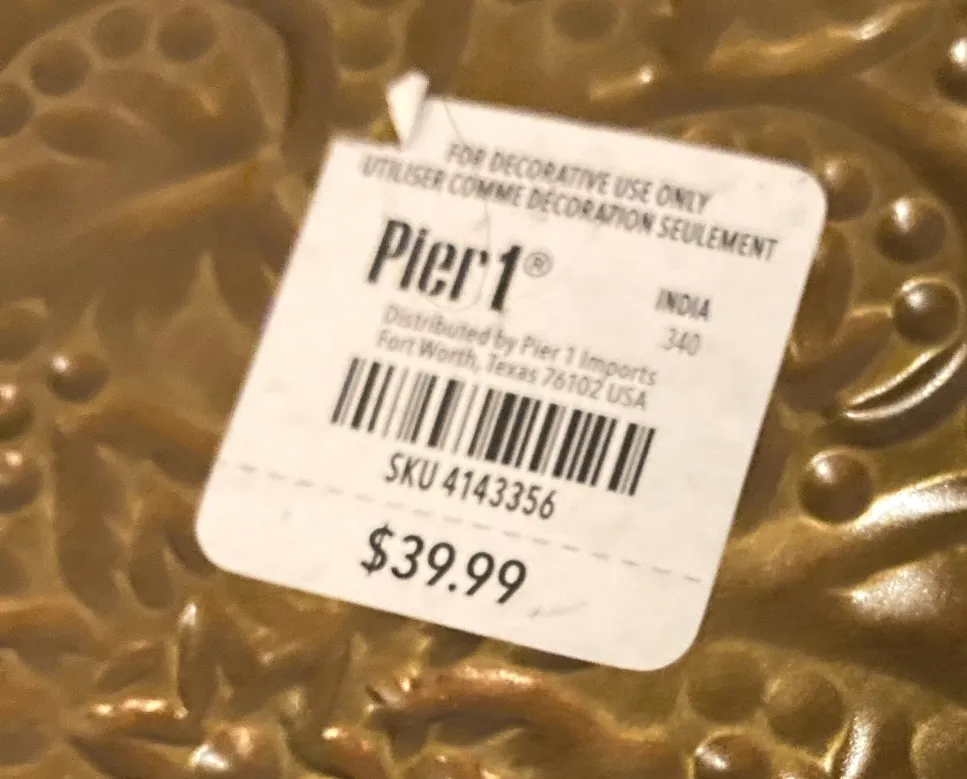 FOR DECORATIVE USE ONLY
UTILISER COMME DÉCORATION SEULEMENT
Pier 1®
INDIA
340
Distributed by Pier 1 Imports
Fort Worth, Texas 76102 USA
SKU 4143356
$39.99